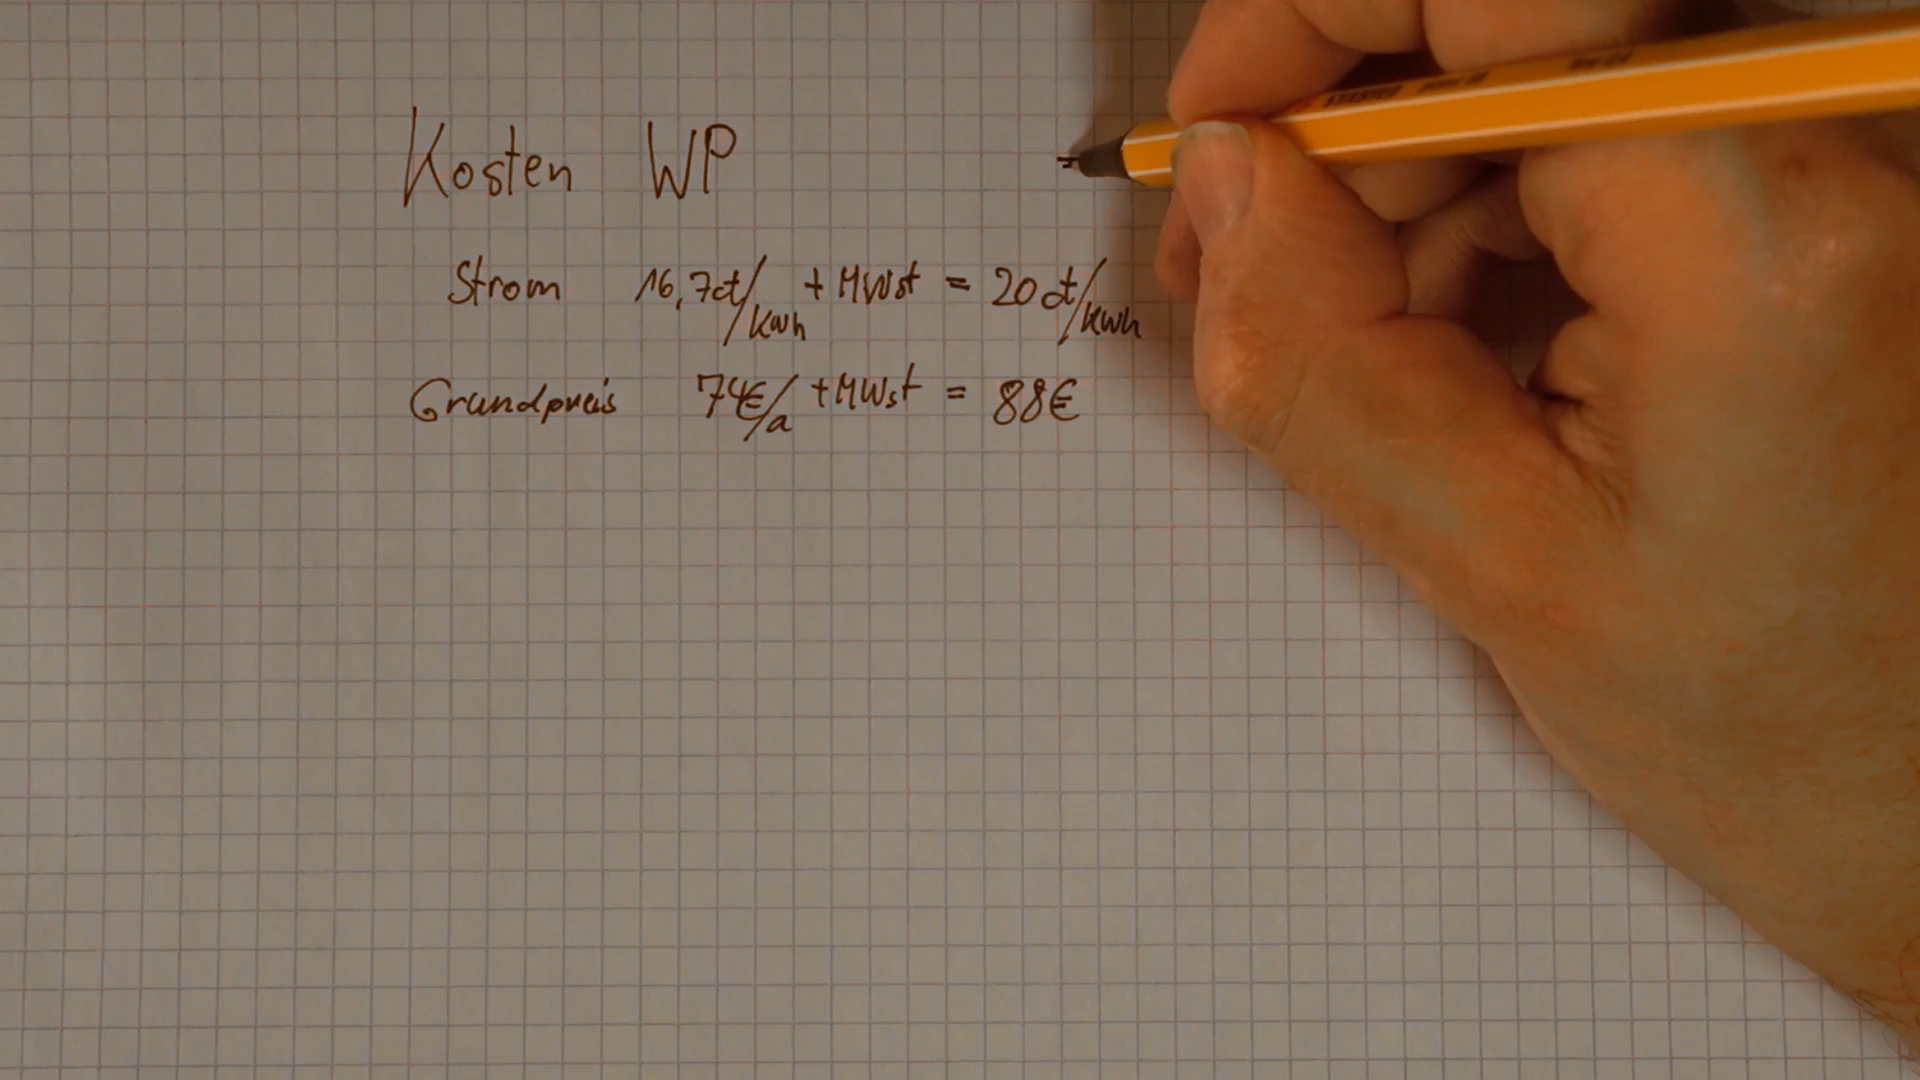 Kosten WP
Strom 16,7ct/kwh + MWst = 20ct/kwh
Grundpreis 74€/a + MWst = 88€